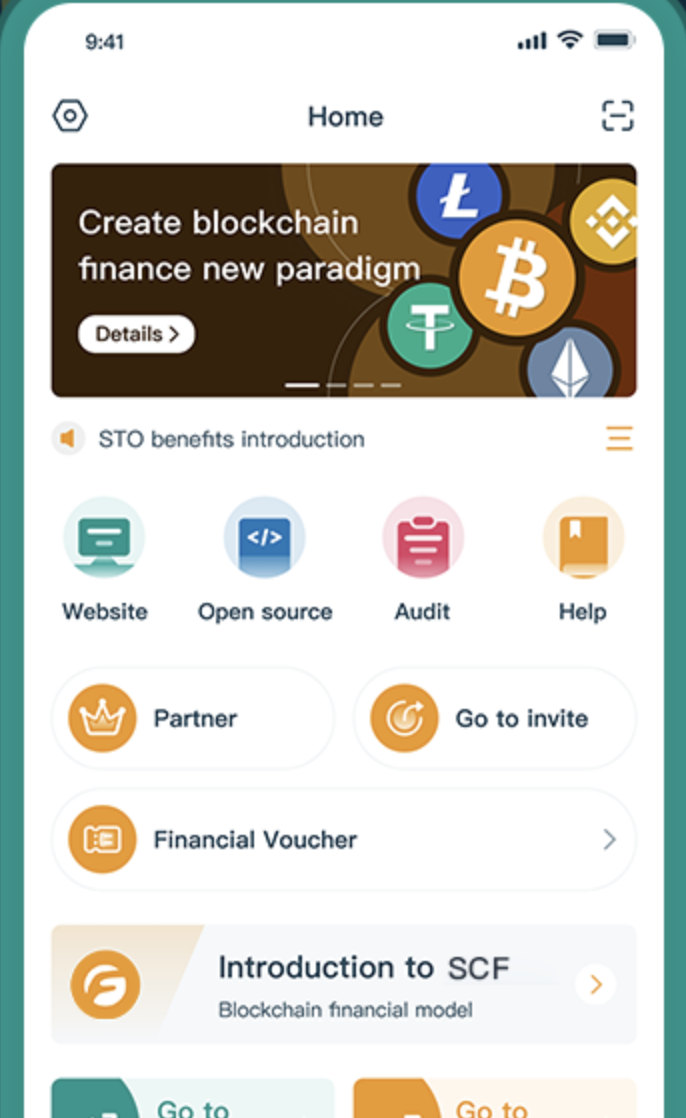 9:41
Home
Create blockchain
finance new paradigm
Details
STO benefits introduction
Website
Open source
Audit
Help
Partner
Go to invite
Financial Voucher
Introduction to SCF
Blockchain financial model
Go to
Go to